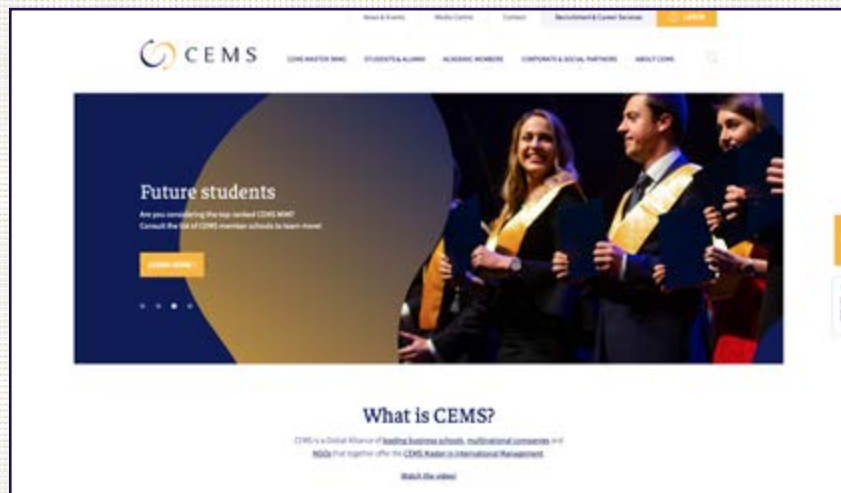 News & Events Media Centre Contact Recruitment & Career Services LOGIN
CEMS
CEMS MASTER MIM STUDENTS & ALUMNI ACADEMIC MEMBERS CORPORATE & SOCIAL PARTNERS ABOUT CEMS
Future students
Are you considering the top ranked CEMS MIM?
Consult the list of CEMS member schools to learn more!
LEARN MORE
What is CEMS?
CEMS is a Global Alliance of leading business schools, multinational companies and
NGOs that together offer the CEMS Master in International Management.
Watch the video!